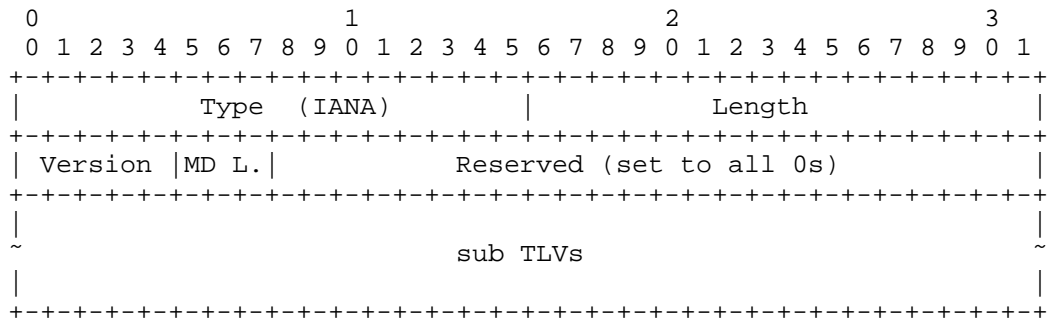 0                   1                   2                   3
 0 1 2 3 4 5 6 7 8 9 0 1 2 3 4 5 6 7 8 9 0 1 2 3 4 5 6 7 8 9 0 1
+-+-+-+-+-+-+-+-+-+-+-+-+-+-+-+-+-+-+-+-+-+-+-+-+-+-+-+-+-+-+-+-+
|           Type  (IANA)        |           Length              |
+-+-+-+-+-+-+-+-+-+-+-+-+-+-+-+-+-+-+-+-+-+-+-+-+-+-+-+-+-+-+-+-+
| Version |MD L.|           Reserved (set to all 0s)            |
+-+-+-+-+-+-+-+-+-+-+-+-+-+-+-+-+-+-+-+-+-+-+-+-+-+-+-+-+-+-+-+-+
|                                                               |
~                           sub TLVs                            ~
|                                                               |
+-+-+-+-+-+-+-+-+-+-+-+-+-+-+-+-+-+-+-+-+-+-+-+-+-+-+-+-+-+-+-+-+